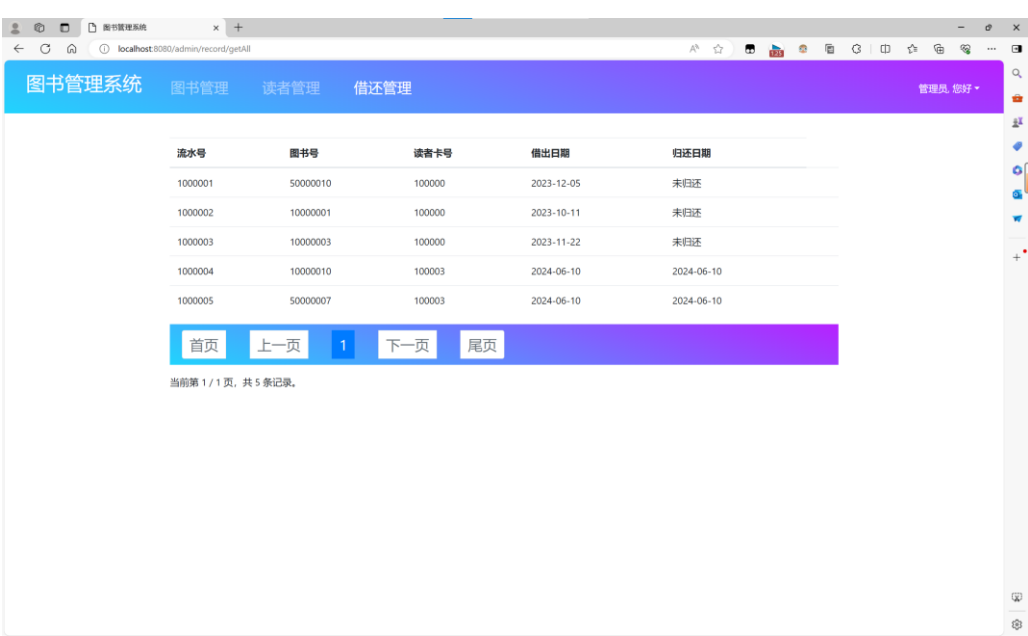 图书管理系统
localhost:8080/admin/record/getAll
图书管理系统 图书管理 读者管理 借还管理 管理员, 您好
流水号 图书号 读者卡号 借出日期 归还日期
1000001 50000010 100000 2023-12-05 未归还
1000002 10000001 100000 2023-10-11 未归还
1000003 10000003 100000 2023-11-22 未归还
1000004 10000010 100003 2024-06-10 2024-06-10
1000005 50000007 100003 2024-06-10 2024-06-10
首页 上一页 1 下一页 尾页
当前第 1 / 1 页，共 5 条记录。